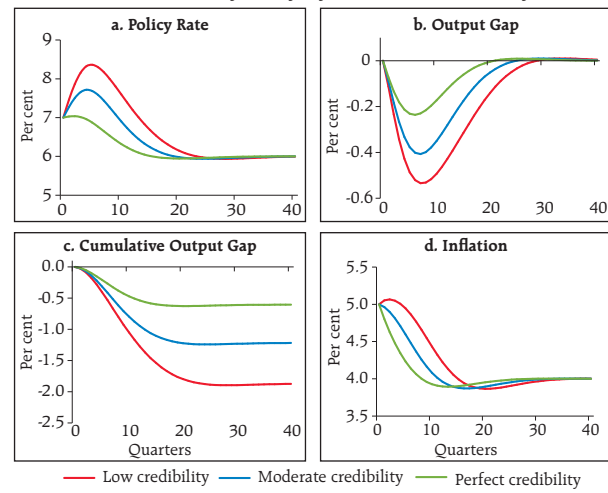 a. Policy Rate
Per cent
9
8
7
6
5
0 10 20 30 40
b. Output Gap
Per cent
0
-0.2
-0.4
-0.6
0 10 20 30 40
c. Cumulative Output Gap
Per cent
0.0
-0.5
-1.0
-1.5
-2.0
-2.5
0 10 20 30 40
Quarters
d. Inflation
Per cent
5.5
5.0
4.5
4.0
3.5
0 10 20 30 40
Quarters
Low credibility Moderate credibility Perfect credibility